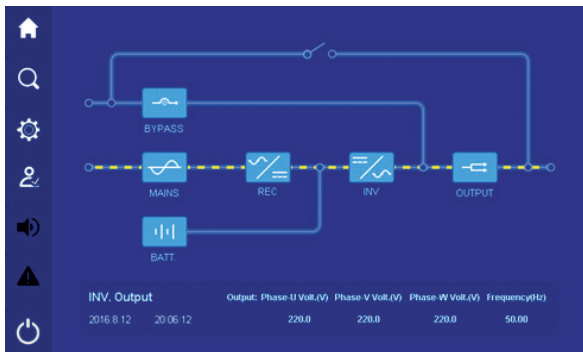 BYPASS
MAINS
REC
INV
OUTPUT
BATT.
INV. Output
Output: Phase-U Volt.(V) Phase-V Volt.(V) Phase-W Volt.(V) Frequency(Hz)
2016.8.12 20:06:12 220.0 220.0 220.0 50.00